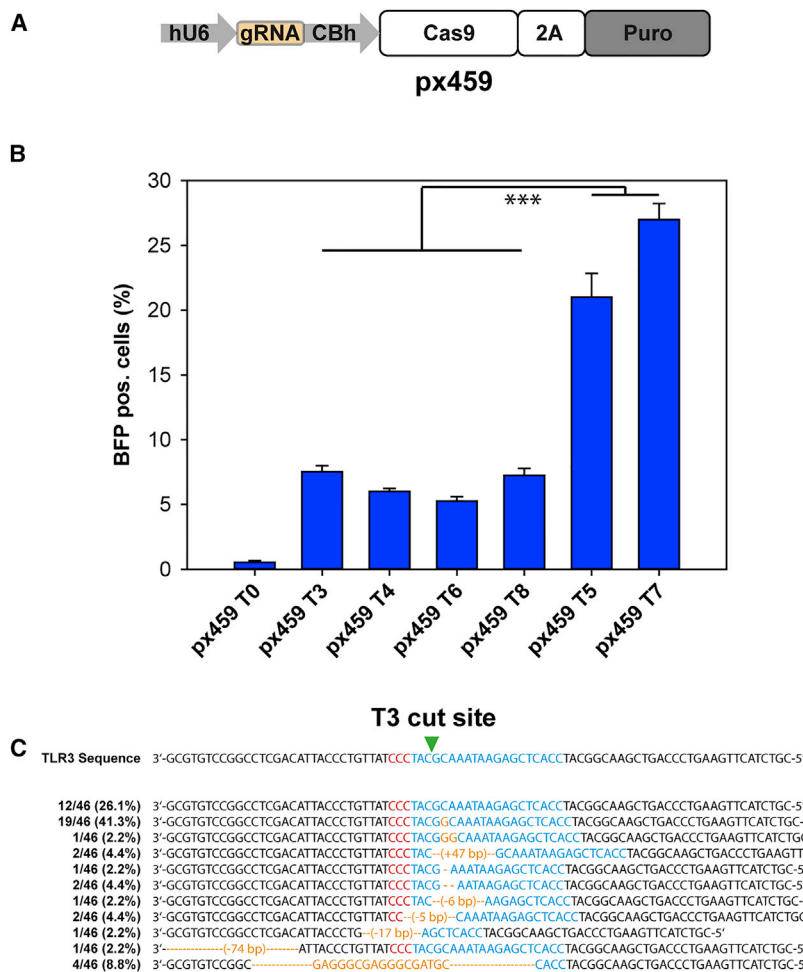 A
hU6 gRNA CBh Cas9 2A Puro
px459
B
BFP pos. cells (%)
30
25
20
15
10
5
0
***
px459 T0
px459 T3
px459 T4
px459 T6
px459 T8
px459 T5
px459 T7
T3 cut site
C
TLR3 Sequence 3'-GCGTGTCCGGCCTCGACATTACCCTGTTATCCCTACGCAAATAAGAGCTCACCTACGGCAAGCTGACCCTGAAGTTCATCTGC-5'
12/46 (26.1%) 3'-GCGTGTCCGGCCTCGACATTACCCTGTTATCCCTACGCAAATAAGAGCTCACCTACGGCAAGCTGACCCTGAAGTTCATCTGC-5'
19/46 (41.3%) 3'-GCGTGTCCGGCCTCGACATTACCCTGTTATCCCTACGGCAAATAAGAGCTCACCTACGGCAAGCTGACCCTGAAGTTCATCTGC-
1/46 (2.2%) 3'-GCGTGTCCGGCCTCGACATTACCCTGTTATCCCTACGGGCAAATAAGAGCTCACCTACGGCAAGCTGACCCTGAAGTTCATCTGC
2/46 (4.4%) 3'-GCGTGTCCGGCCTCGACATTACCCTGTTATCCCTAC--(+47 bp)--GCAAATAAGAGCTCACCTACGGCAAGCTGACCCTGAAGTT
1/46 (2.2%) 3'-GCGTGTCCGGCCTCGACATTACCCTGTTATCCCTACG - AAATAAGAGCTCACCTACGGCAAGCTGACCCTGAAGTTCATCTGC-5'
2/46 (4.4%) 3'-GCGTGTCCGGCCTCGACATTACCCTGTTATCCCTACG - - AATAAGAGCTCACCTACGGCAAGCTGACCCTGAAGTTCATCTGC-5'
1/46 (2.2%) 3'-GCGTGTCCGGCCTCGACATTACCCTGTTATCCCTAC--(-6 bp)--AAGAGCTCACCTACGGCAAGCTGACCCTGAAGTTCATCTGC-
2/46 (4.4%) 3'-GCGTGTCCGGCCTCGACATTACCCTGTTATCC--(-5 bp)--CAAATAAGAGCTCACCTACGGCAAGCTGACCCTGAAGTTCATCTGC
1/46 (2.2%) 3'-GCGTGTCCGGCCTCGACATTACCCTG--(-17 bp)--AGCTCACCTACGGCAAGCTGACCCTGAAGTTCATCTGC-5'
1/46 (2.2%) 3'---------------(-74 bp)--------ATTACCCTGTTATCCCTACGCAAATAAGAGCTCACCTACGGCAAGCTGACCCTGAAGTTCATCTGC-5'
4/46 (8.8%) 3'-GCGTGTCCGGC---------------GAGGGCGAGGGCGATGC--------------------CACCTACGGCAAGCTGACCCTGAAGTTCATCTGC-5'